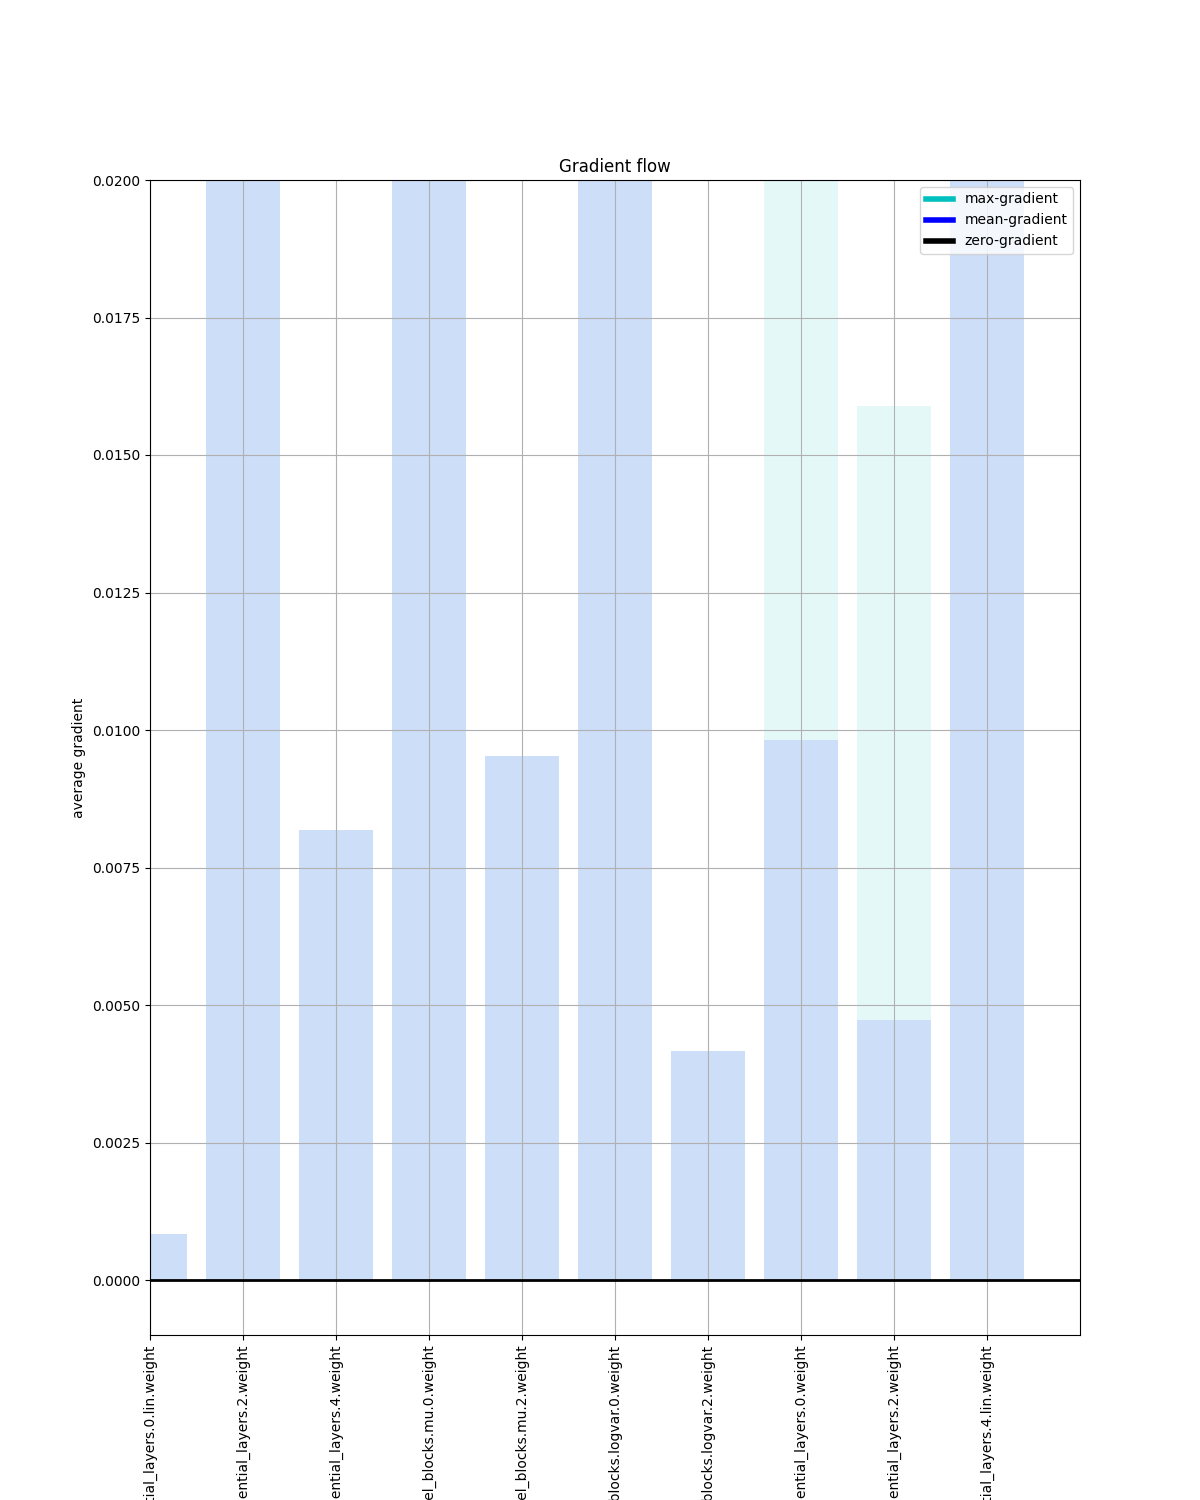 Gradient flow
max-gradient
mean-gradient
zero-gradient
0.0200
0.0175
0.0150
0.0125
0.0100
0.0075
0.0050
0.0025
0.0000
average gradient
tial_layers.0.lin.weight
ential_layers.2.weight
ential_layers.4.weight
el_blocks.mu.0.weight
el_blocks.mu.2.weight
blocks.logvar.0.weight
blocks.logvar.2.weight
ential_layers.0.weight
ential_layers.2.weight
tial_layers.4.lin.weight